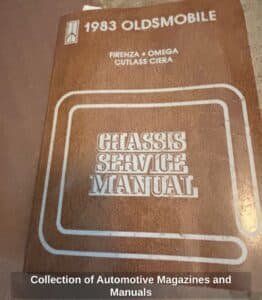 1983 OLDSMOBILE
FIRENZA • OMEGA
CUTLASS CIERA
CHASSIS
SERVICE
MANUAL
Collection of Automotive Magazines and
Manuals